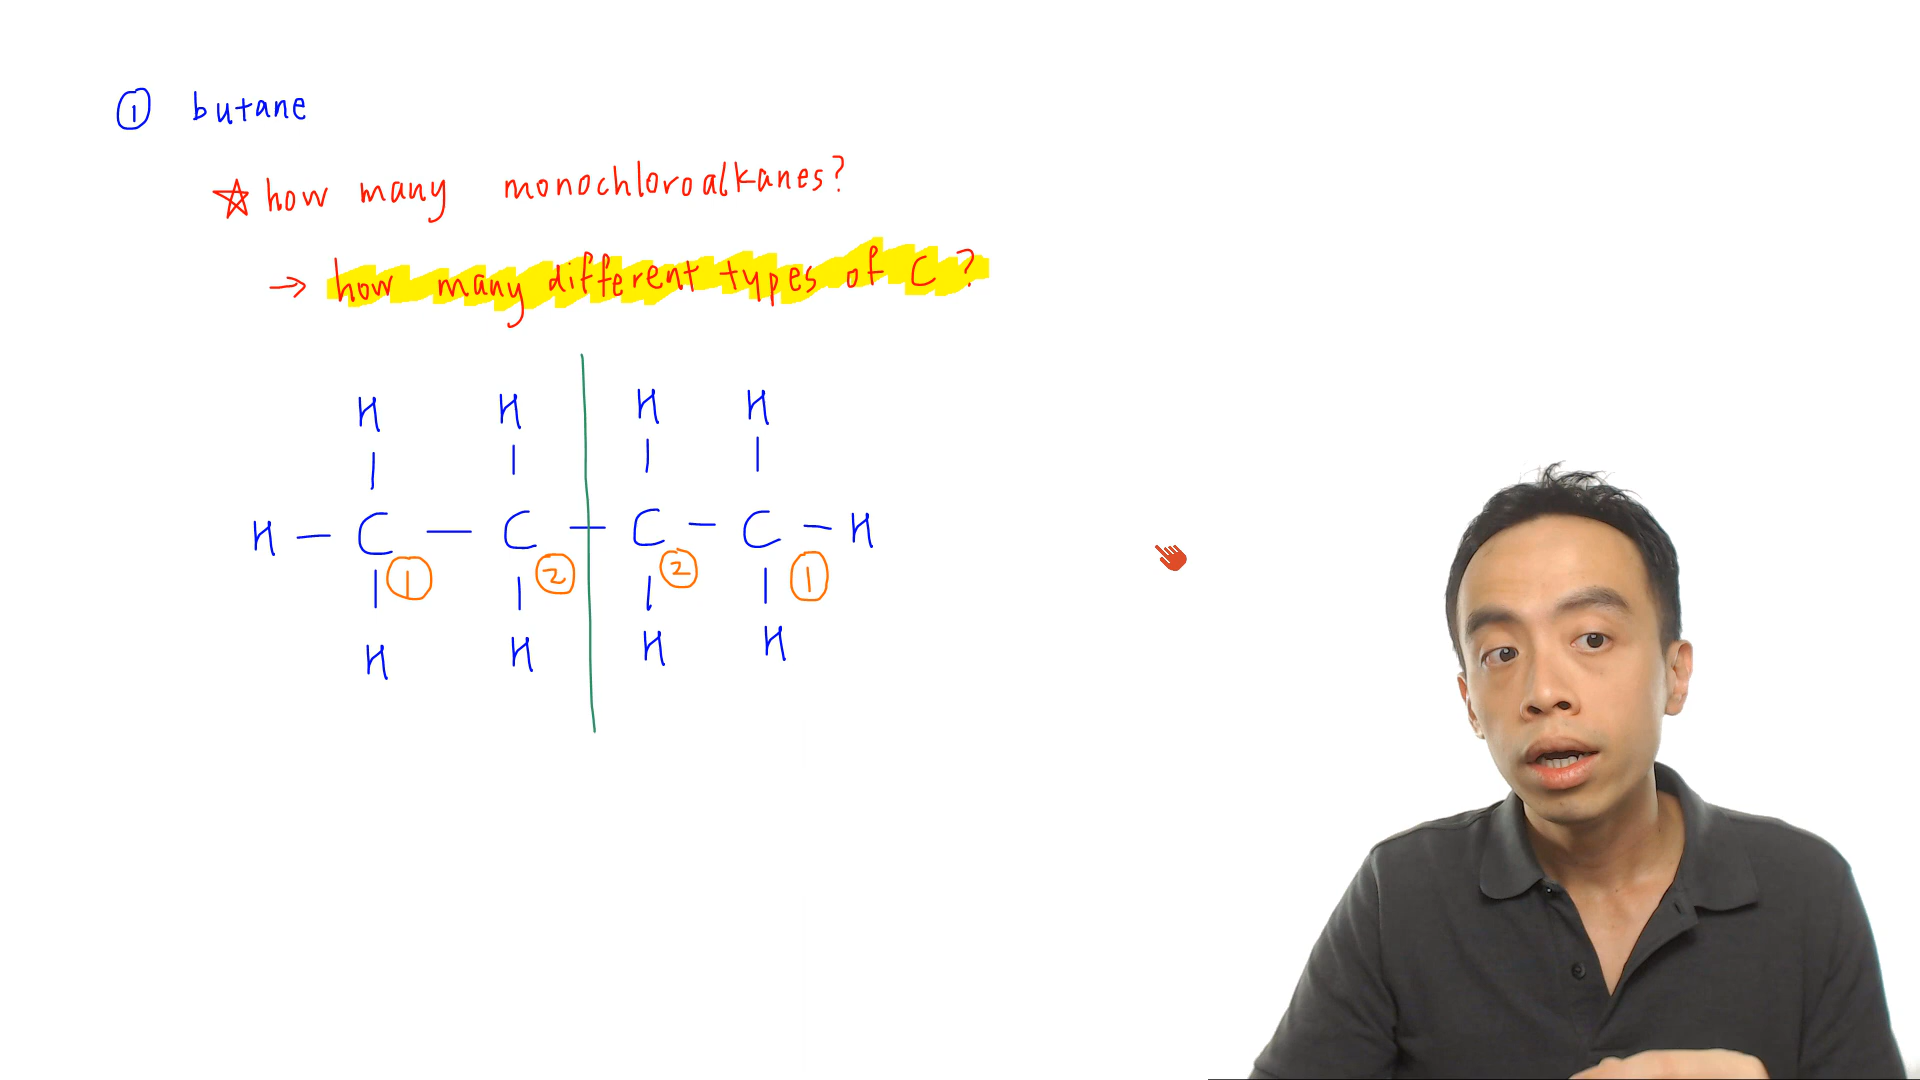 ① butane
☆ how many monochloroalkanes?
→ how many different types of C?
H H H H
H – C – C – C – C – H
① ② ② ①
H H H H